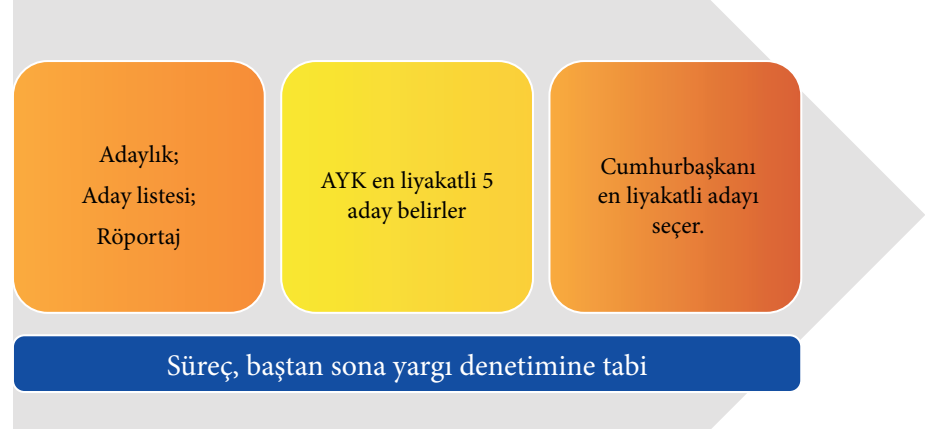 Adaylık;
Aday listesi;
Röportaj
AYK en liyakatli 5
aday belirler
Cumhurbaşkanı
en liyakatli adayı
seçer.
Süreç, baştan sona yargı denetimine tabi